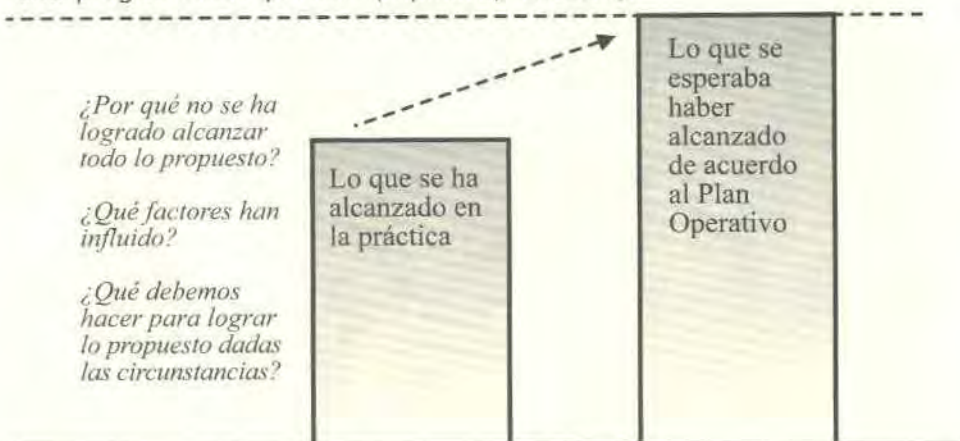 ¿Por qué no se ha
logrado alcanzar
todo lo propuesto?
¿Qué factores han
influido?
¿Qué debemos
hacer para lograr
lo propuesto dadas
las circunstancias?
Lo que se ha
alcanzado en
la práctica
Lo que se
esperaba
haber
alcanzado
de acuerdo
al Plan
Operativo